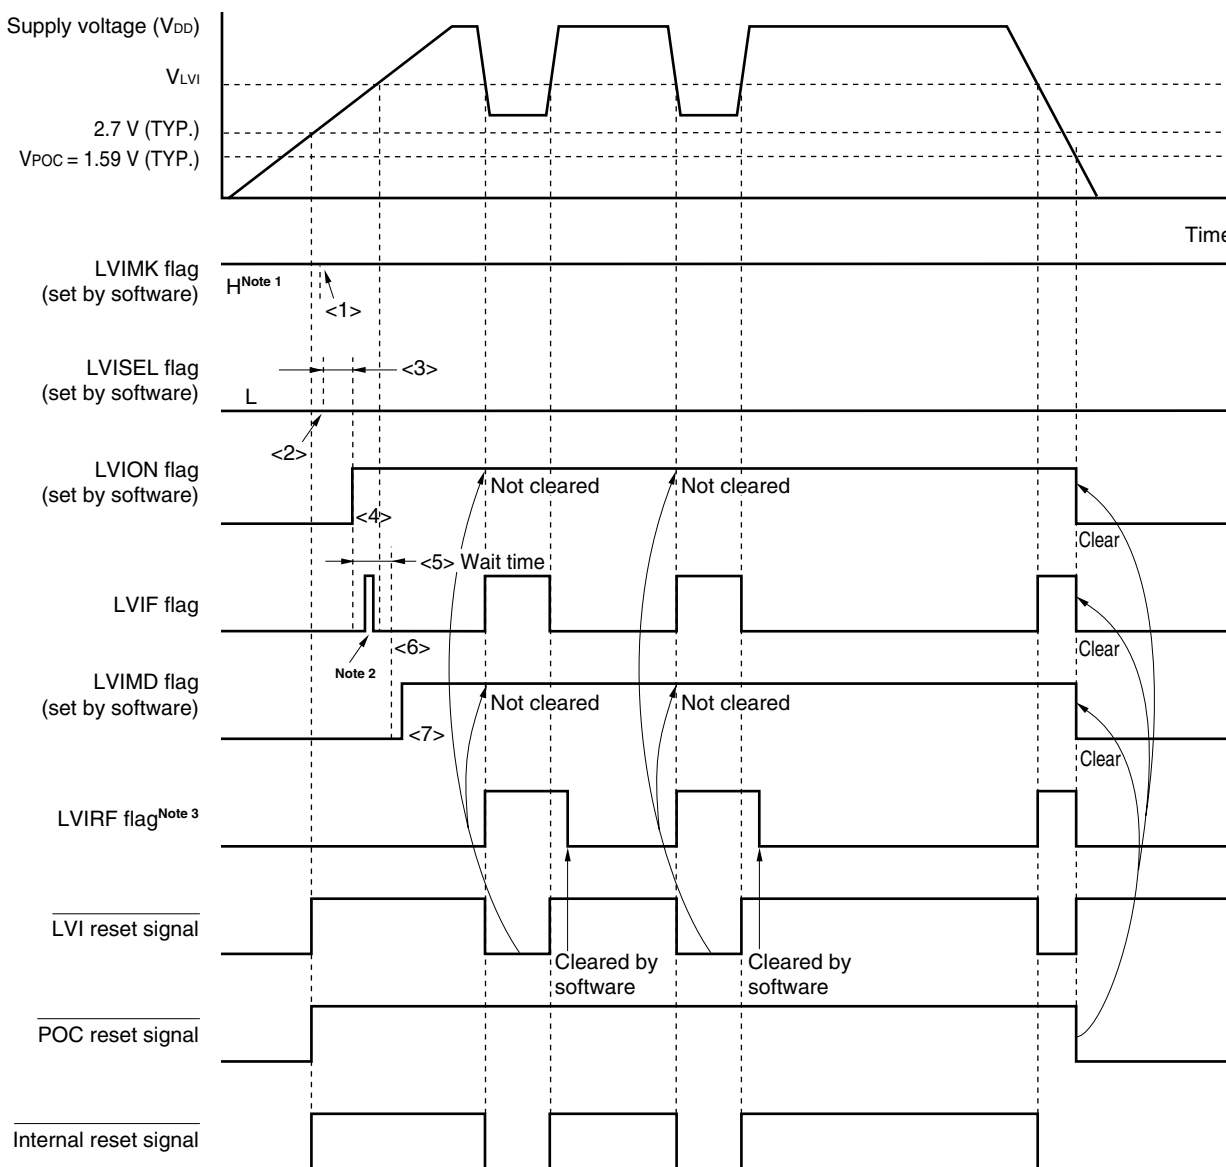 Supply voltage (VDD)
VLVI
2.7 V (TYP.)
VPOC = 1.59 V (TYP.)
Time
LVIMK flag
(set by software)
HNote 1
<1>
LVISEL flag
(set by software)
L
<3>
<2>
LVION flag
(set by software)
Not cleared
Not cleared
<4>
Clear
<5> Wait time
LVIF flag
Note 2
<6>
Clear
LVIMD flag
(set by software)
Not cleared
Not cleared
<7>
Clear
LVIRF flagNote 3
LVI reset signal
Cleared by
software
Cleared by
software
POC reset signal
Internal reset signal